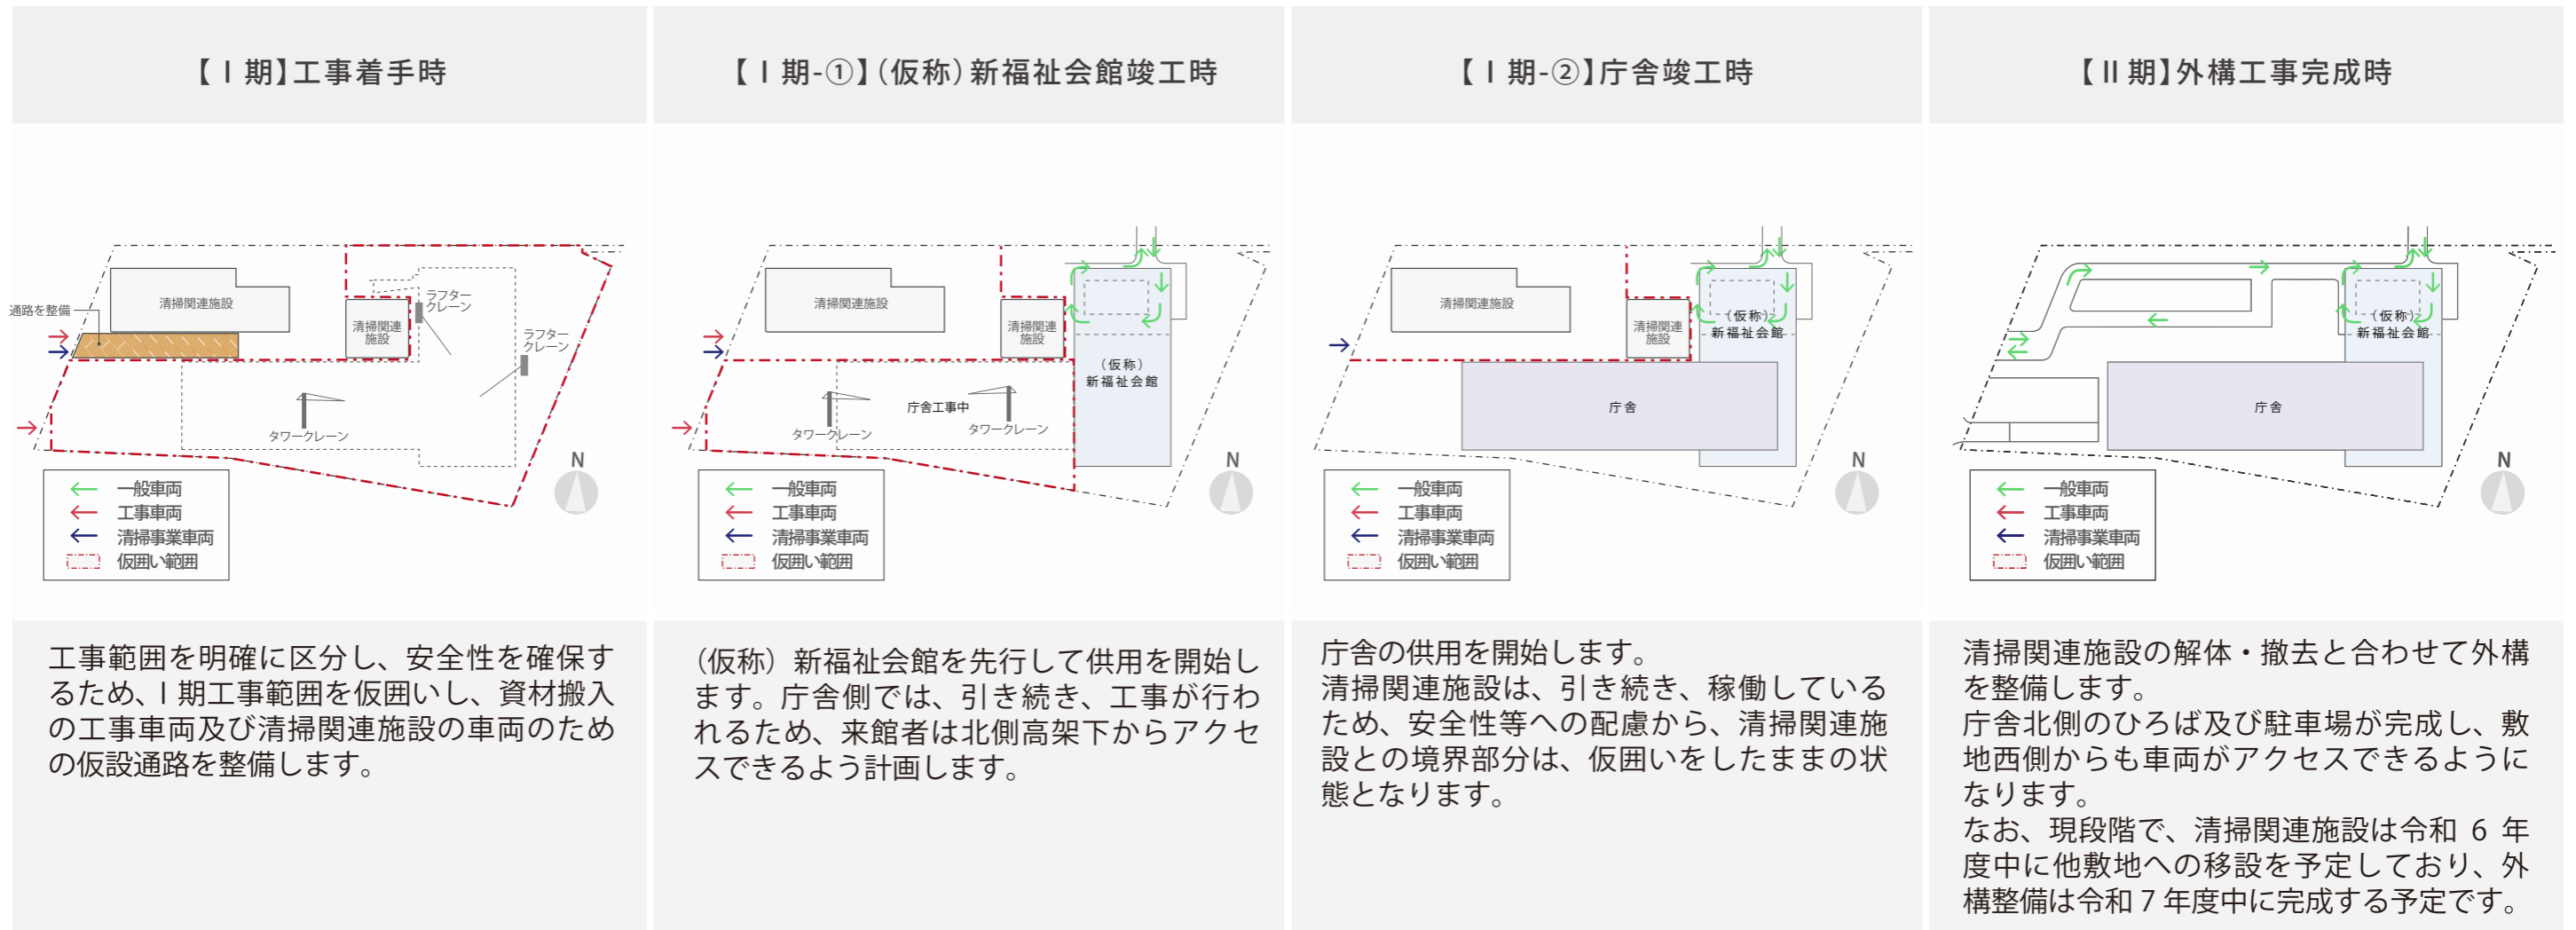 【Ⅰ期】工事着手時
通路を整備
清掃関連施設
清掃関連
施設
ラフター
クレーン
ラフター
クレーン
タワークレーン
N
一般車両
工事車両
清掃事業車両
仮囲い範囲
工事範囲を明確に区分し、安全性を確保す
るため、Ⅰ期工事範囲を仮囲いし、資材搬入
の工事車両及び清掃関連施設の車両のため
の仮設通路を整備します。
【Ⅰ期-①】(仮称)新福祉会館竣工時
清掃関連施設
清掃関連
施設
(仮称)
新福祉会館
庁舎工事中
タワークレーン
タワークレーン
N
一般車両
工事車両
清掃事業車両
仮囲い範囲
(仮称)新福祉会館を先行して供用を開始し
ます。庁舎側では、引き続き、工事が行わ
れるため、来館者は北側高架下からアクセ
スできるよう計画します。
【Ⅰ期-②】庁舎竣工時
清掃関連施設
清掃関連
施設
(仮称)
新福祉会館
庁舎
N
一般車両
工事車両
清掃事業車両
仮囲い範囲
庁舎の供用を開始します。
清掃関連施設は、引き続き、稼働している
ため、安全性等への配慮から、清掃関連施
設との境界部分は、仮囲いをしたままの状
態となります。
【Ⅱ期】外構工事完成時
(仮称)
新福祉会館
庁舎
N
一般車両
工事車両
清掃事業車両
仮囲い範囲
清掃関連施設の解体・撤去と合わせて外構
を整備します。
庁舎北側のひろば及び駐車場が完成し、敷
地西側からも車両がアクセスできるように
なります。
なお、現段階で、清掃関連施設は令和 6 年
度中に他敷地への移設を予定しており、外
構整備は令和 7 年度中に完成する予定です。